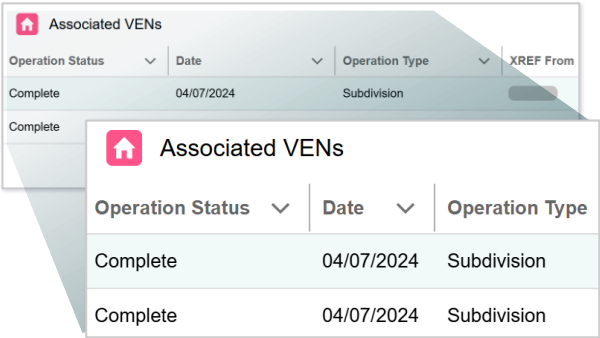 Associated VENs
Operation Status Date Operation Type XREF From
Complete 04/07/2024 Subdivision
Complete
Associated VENs
Operation Status Date Operation Type
Complete 04/07/2024 Subdivision
Complete 04/07/2024 Subdivision